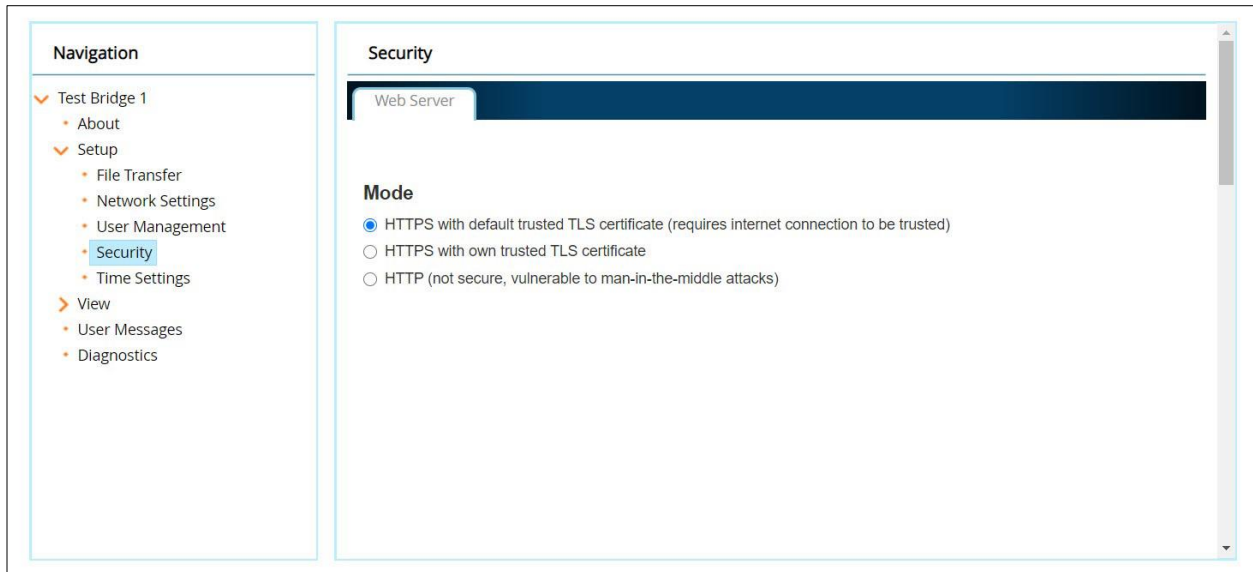 Navigation
Test Bridge 1
About
Setup
File Transfer
Network Settings
User Management
Security
Time Settings
View
User Messages
Diagnostics
Security
Web Server
Mode
HTTPS with default trusted TLS certificate (requires internet connection to be trusted)
HTTPS with own trusted TLS certificate
HTTP (not secure, vulnerable to man-in-the-middle attacks)